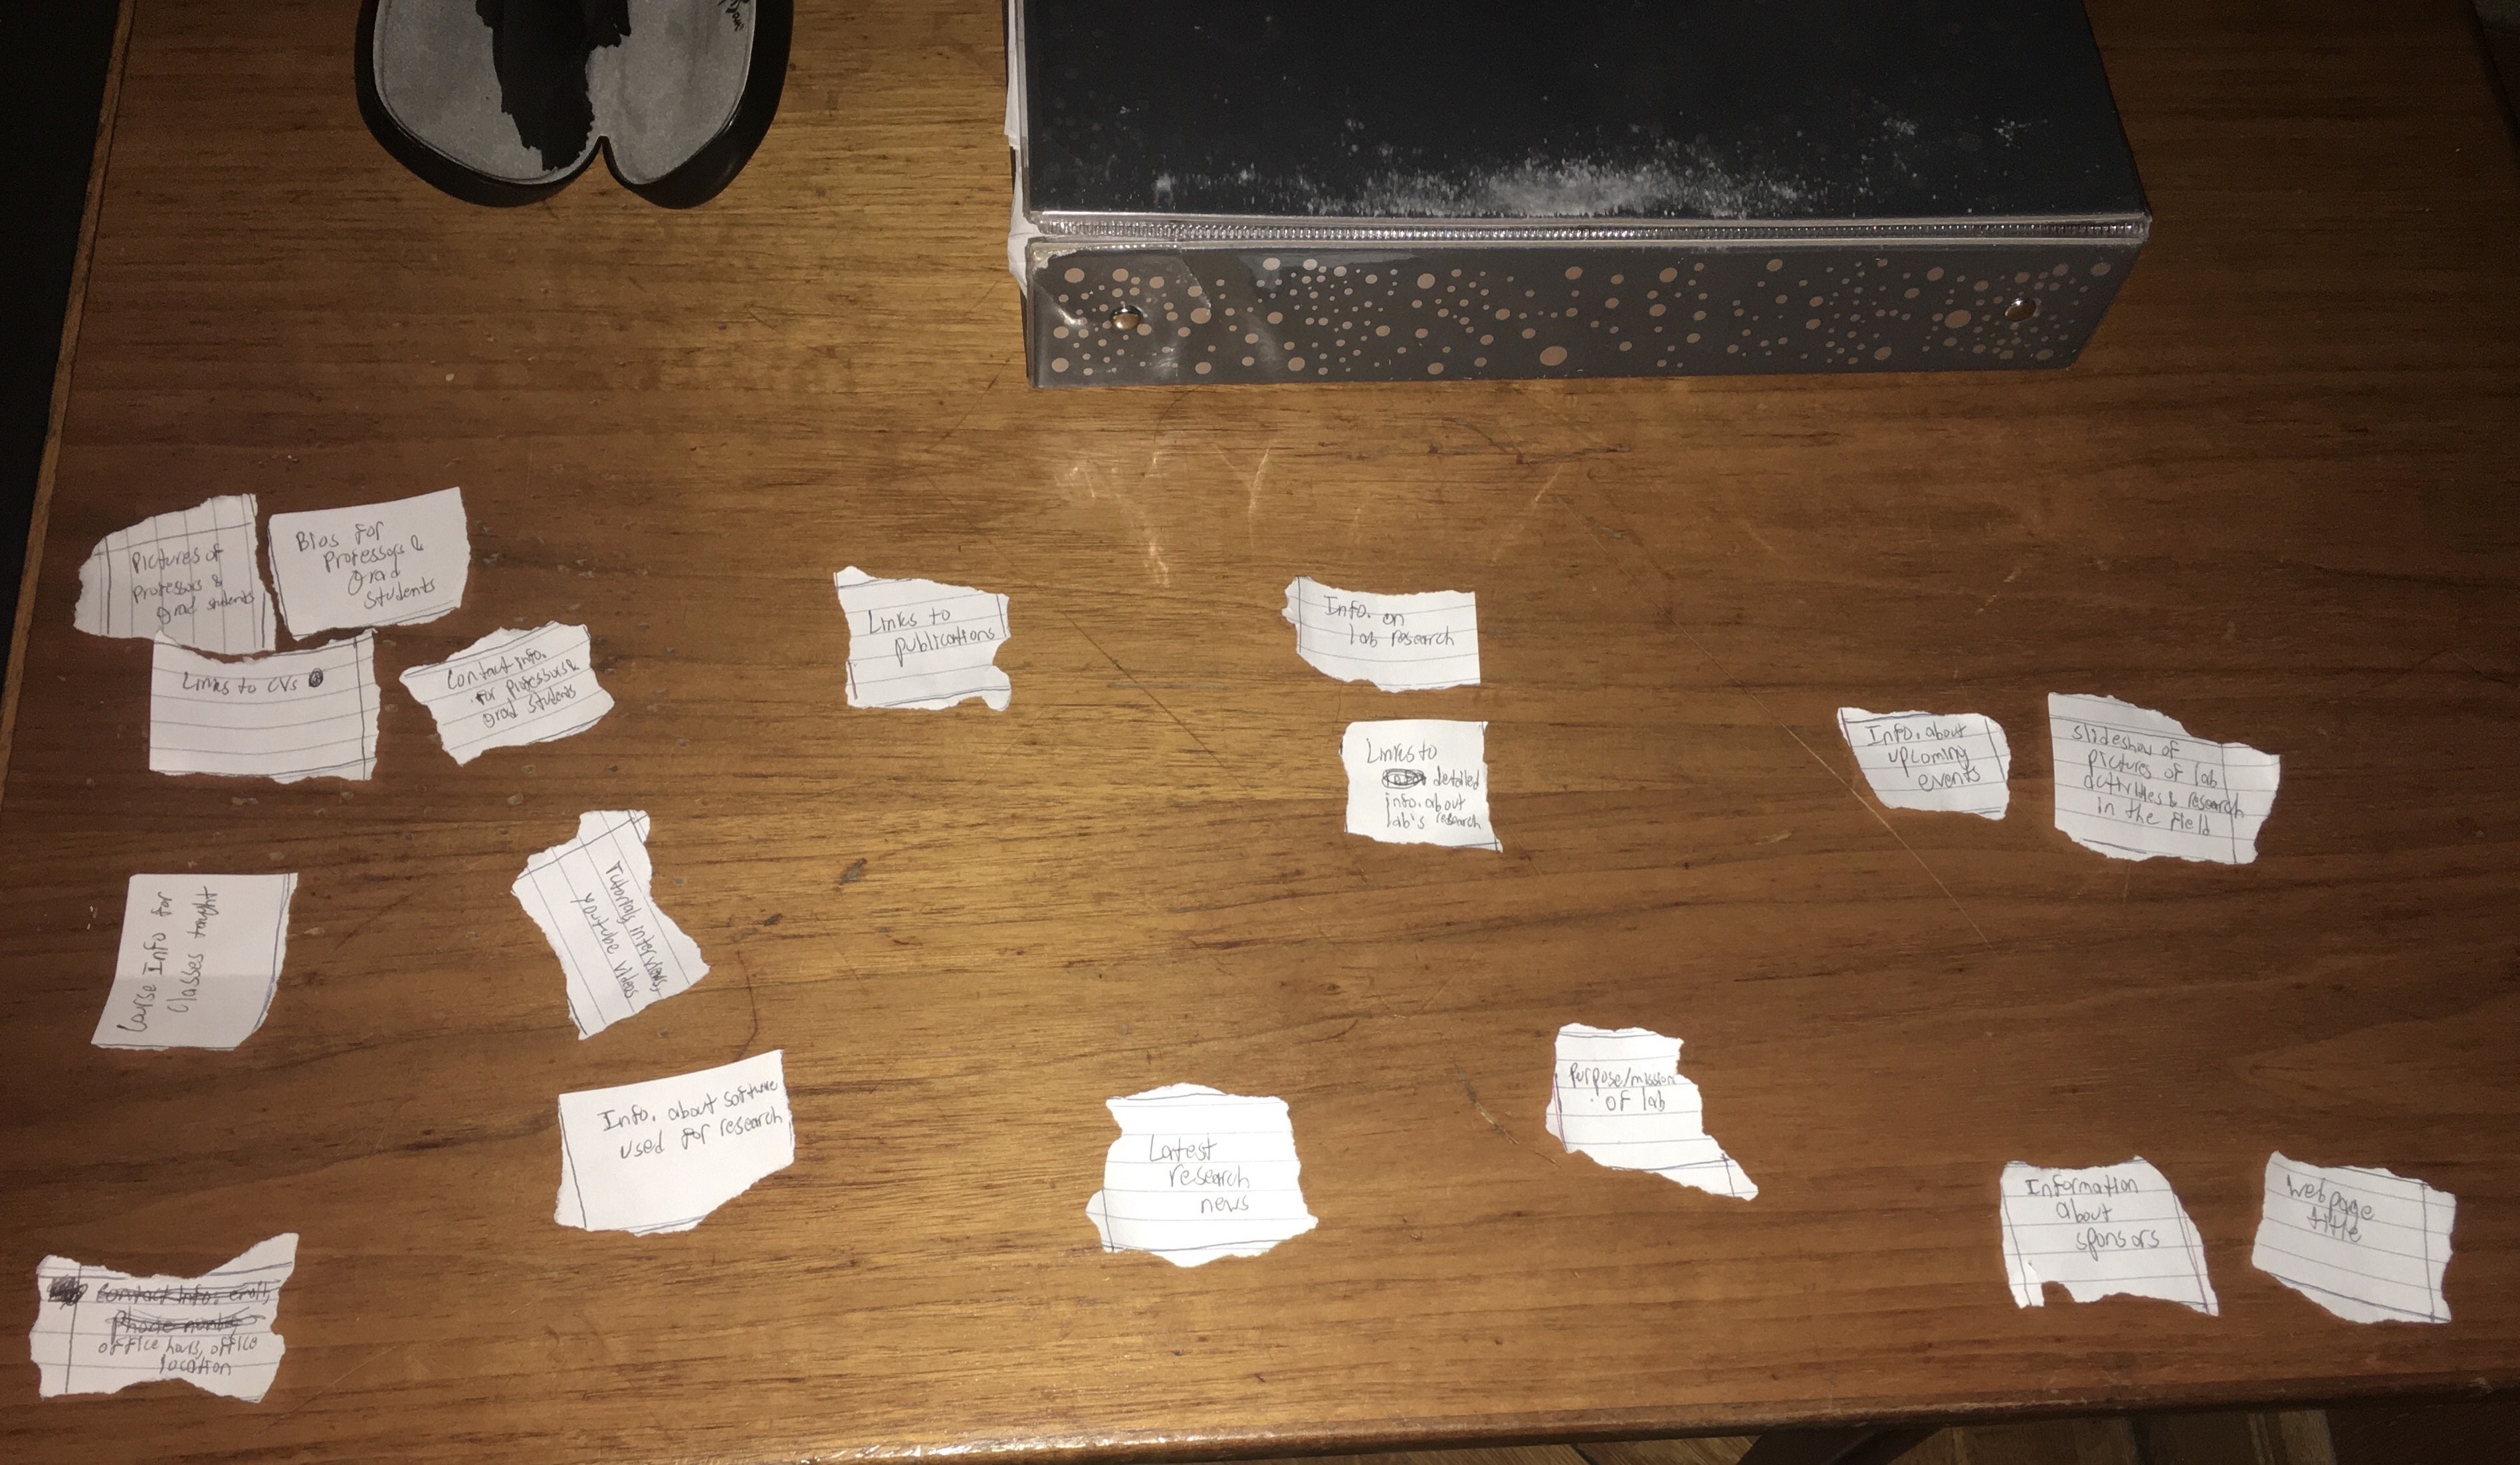 Pictures of
Professors &
grad students
Bios for
Professors &
grad
students
Links to CVs
Contact info.
for professors &
grad students
Links to
publications
Info. on
lab research
Links to
detailed
info. about
lab's research
Info. about
upcoming
events
slideshow of
pictures of lab
activities & research
in the field
Course Info for
classes taught
Tutorials, interviews,
youtube videos
Info. about software
used for research
Latest
research
news
Purpose/mission
of lab
Information
about
sponsors
webpage
title
Contact info: email,
Phone number,
office hours, office
location